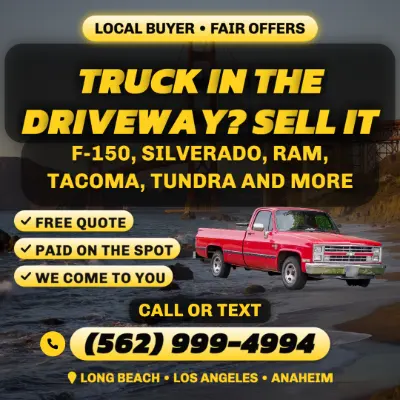 LOCAL BUYER • FAIR OFFERS
TRUCK IN THE
DRIVEWAY? SELL IT
F-150, SILVERADO, RAM,
TACOMA, TUNDRA AND MORE
FREE QUOTE
PAID ON THE SPOT
WE COME TO YOU
CALL OR TEXT
(562) 999-4994
LONG BEACH • LOS ANGELES • ANAHEIM